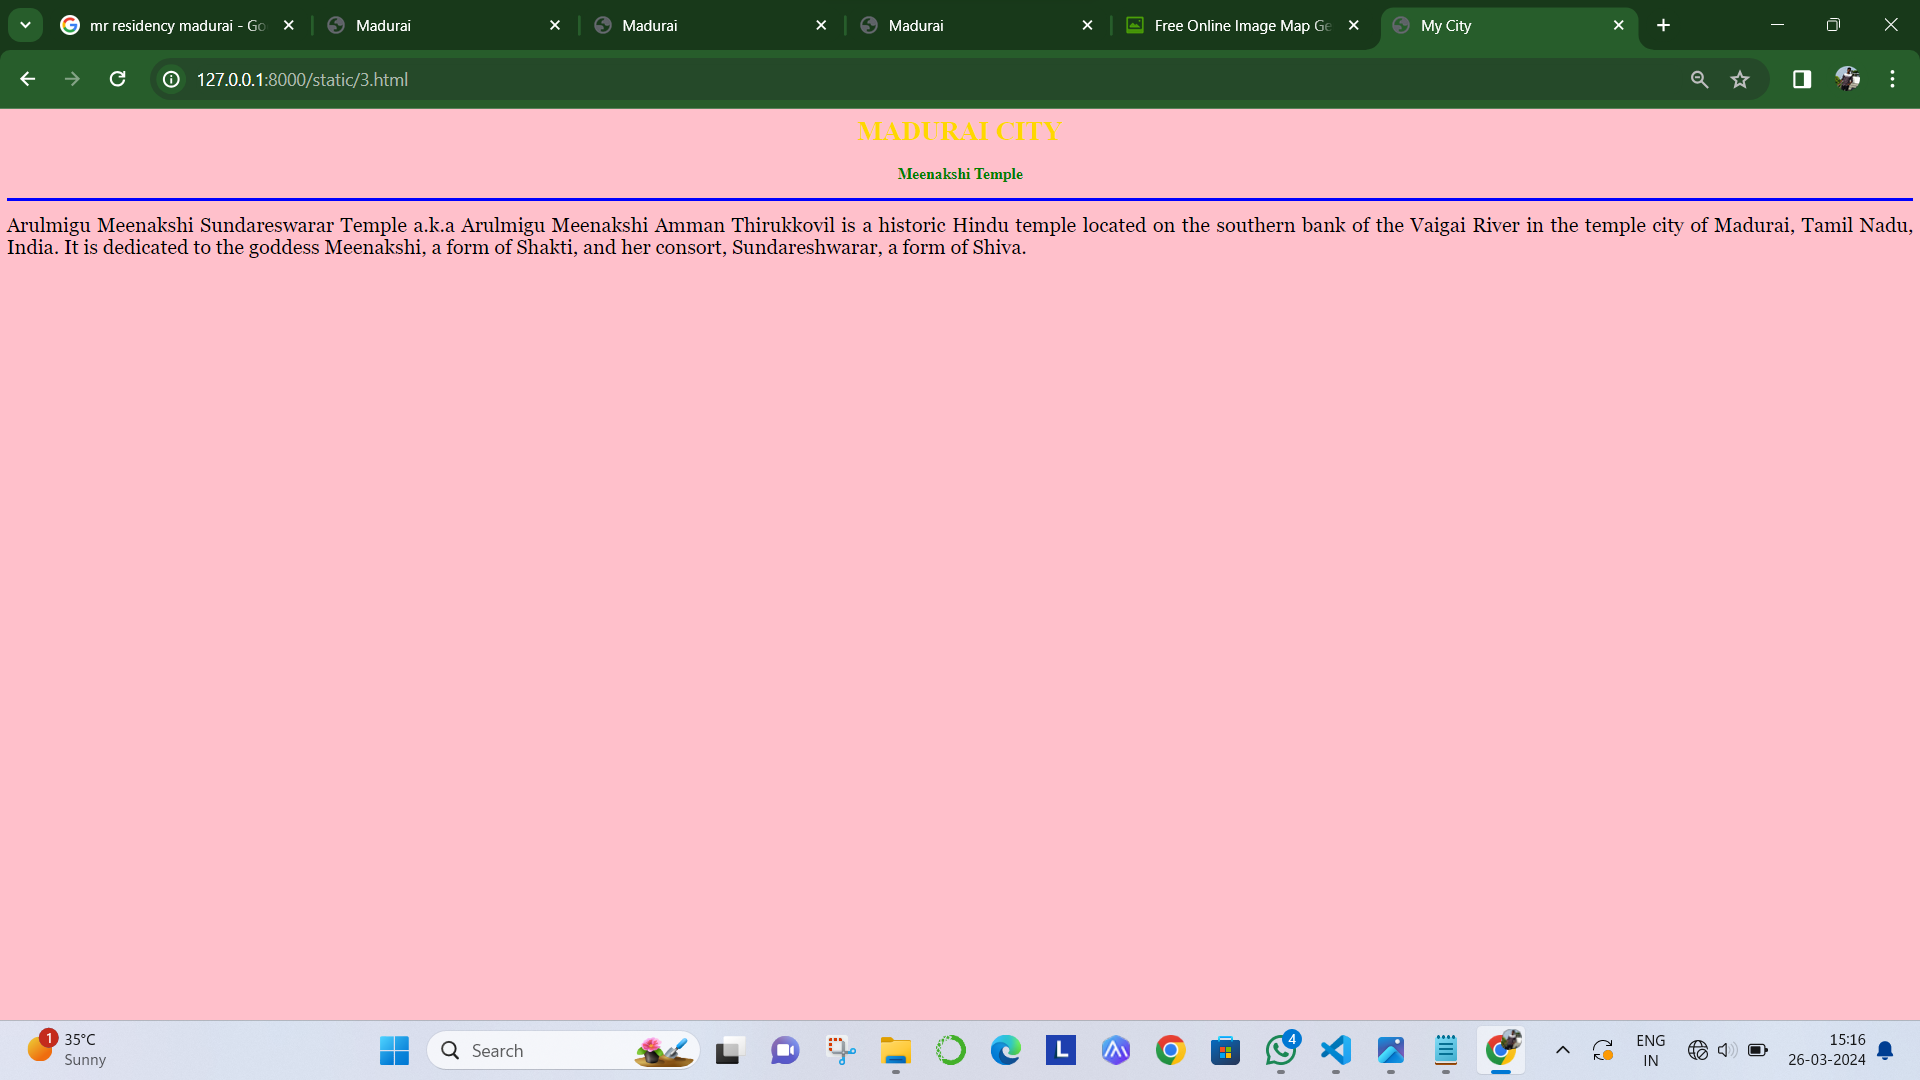 mr residency madurai - Go
Madurai
Madurai
Madurai
Free Online Image Map Ge
My City
127.0.0.1:8000/static/3.html
MADURAI CITY
Meenakshi Temple
Arulmigu Meenakshi Sundareswarar Temple a.k.a Arulmigu Meenakshi Amman Thirukkovil is a historic Hindu temple located on the southern bank of the Vaigai River in the temple city of Madurai, Tamil Nadu,
India. It is dedicated to the goddess Meenakshi, a form of Shakti, and her consort, Sundareshwarar, a form of Shiva.
1
35°C
Sunny
Search
L
4
ENG
IN
15:16
26-03-2024